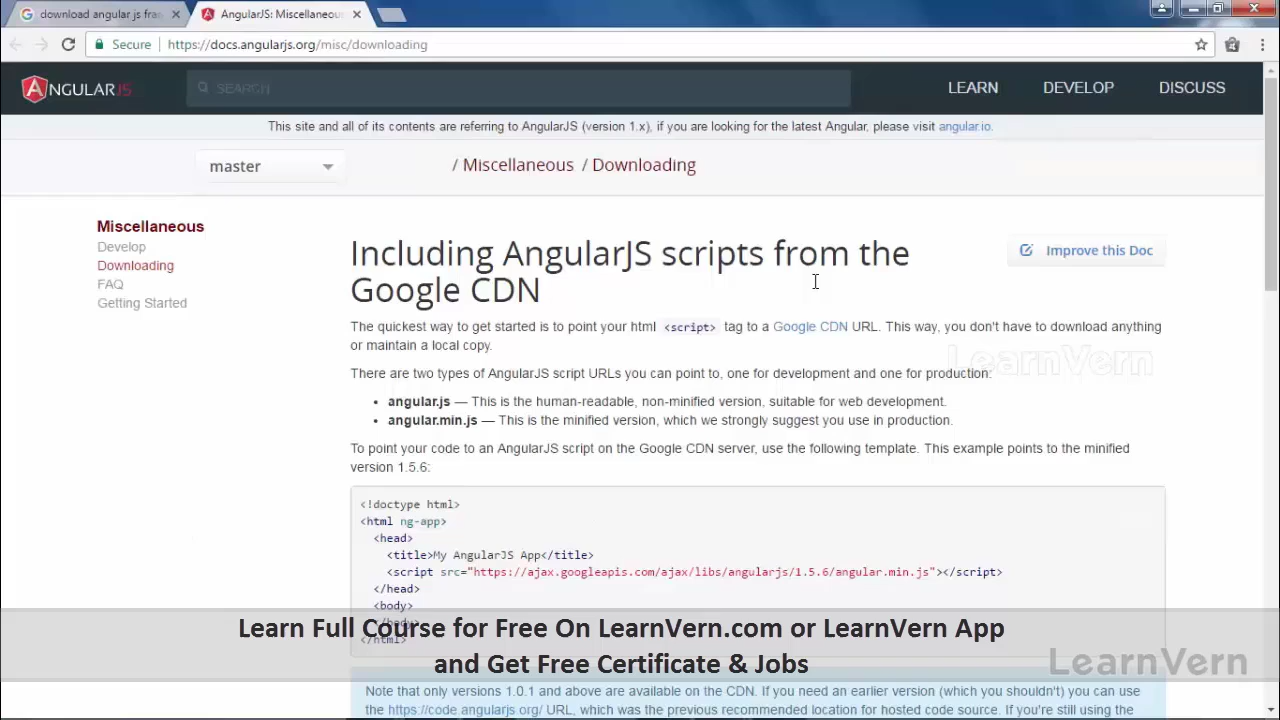 download angular js fra
AngularJS: Miscellaneou
Secure
https://docs.angularjs.org/misc/downloading
ANGULARJS
SEARCH
LEARN
DEVELOP
DISCUSS
This site and all of its contents are referring to AngularJS (version 1.x), if you are looking for the latest Angular, please visit angular.io.
master
/ Miscellaneous / Downloading
Miscellaneous
Develop
Downloading
FAQ
Getting Started
Including AngularJS scripts from the
Google CDN
Improve this Doc
The quickest way to get started is to point your html <script> tag to a Google CDN URL. This way, you don't have to download anything
or maintain a local copy.
LearnVern
There are two types of AngularJS script URLs you can point to, one for development and one for production:
• angular.js — This is the human-readable, non-minified version, suitable for web development.
• angular.min.js — This is the minified version, which we strongly suggest you use in production.
To point your code to an AngularJS script on the Google CDN server, use the following template. This example points to the minified
version 1.5.6:
<!doctype html>
<html ng-app>
<head>
<title>My AngularJS App</title>
<script src="https://ajax.googleapis.com/ajax/libs/angularjs/1.5.6/angular.min.js"></script>
</head>
<body>
</body>
</html>
Learn Full Course for Free On LearnVern.com or LearnVern App
and Get Free Certificate & Jobs
LearnVern
Note that only versions 1.0.1 and above are available on the CDN. If you need an earlier version (which you shouldn't) you can use
the https://code.angularjs.org/ URL, which was the previous recommended location for hosted code source. If you're still using the